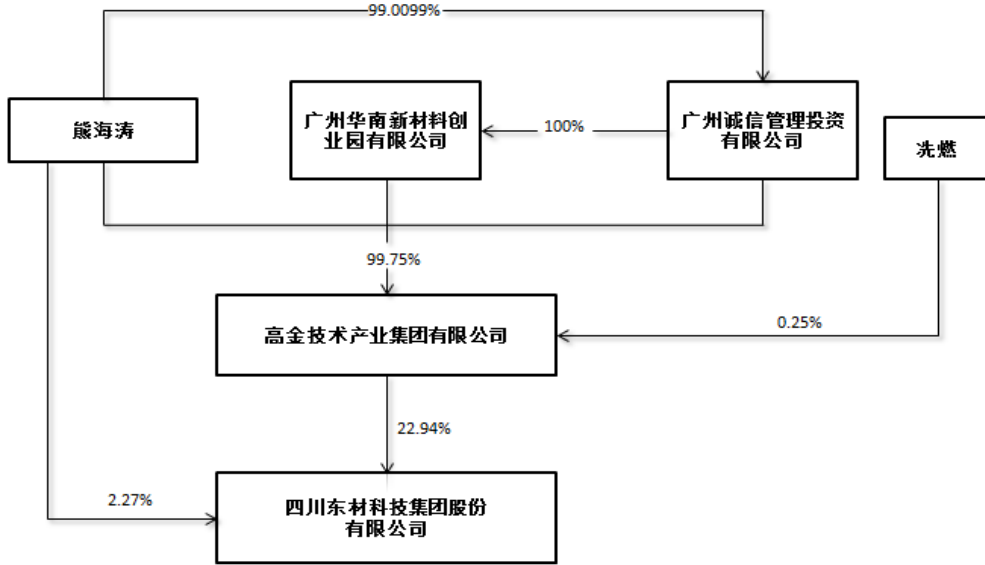 99.0099%
熊海涛
广州华南新材料创
业园有限公司
100%
广州诚信管理投资
有限公司
冼燃
99.75%
高金技术产业集团有限公司
0.25%
22.94%
2.27%
四川东材科技集团股份
有限公司